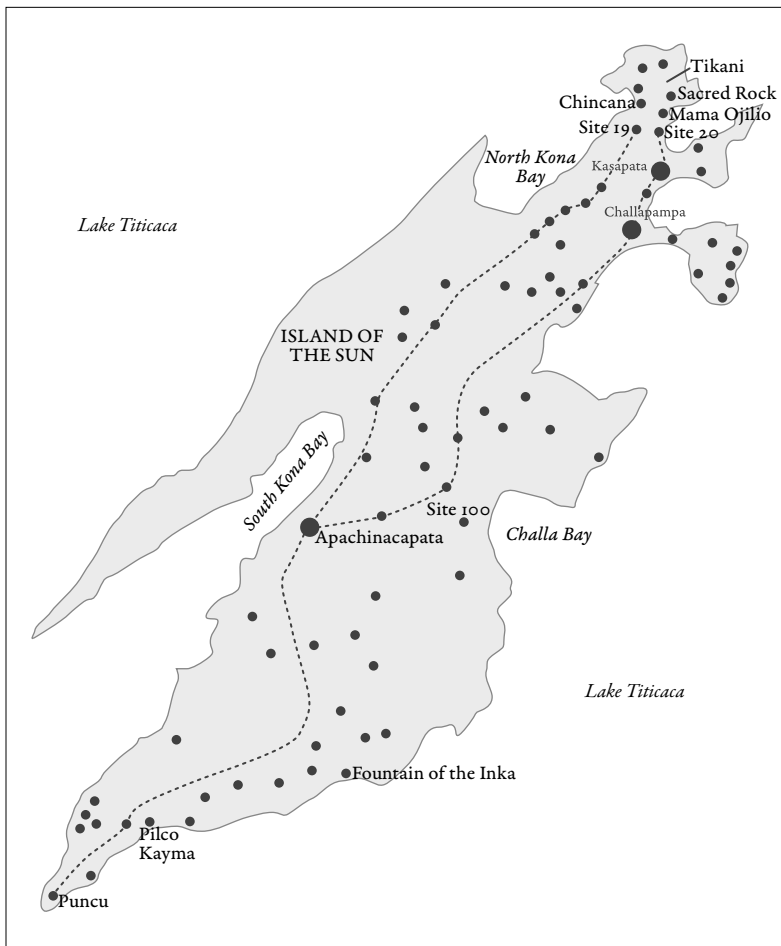 Tikani
Sacred Rock
Chincana
Mama Ojilio
Site 19
Site 20
North Kona
Bay
Kasapata
Challapampa
Lake Titicaca
ISLAND OF
THE SUN
South Kona Bay
Site 100
Challa Bay
Apachinacapata
Lake Titicaca
Fountain of the Inka
Pilco
Kayma
Puncu